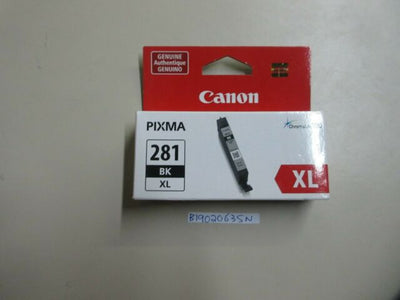 GENUINE
Authentique
GENUINO
Canon
PIXMA
281
BK
XL
XL
B19020635N